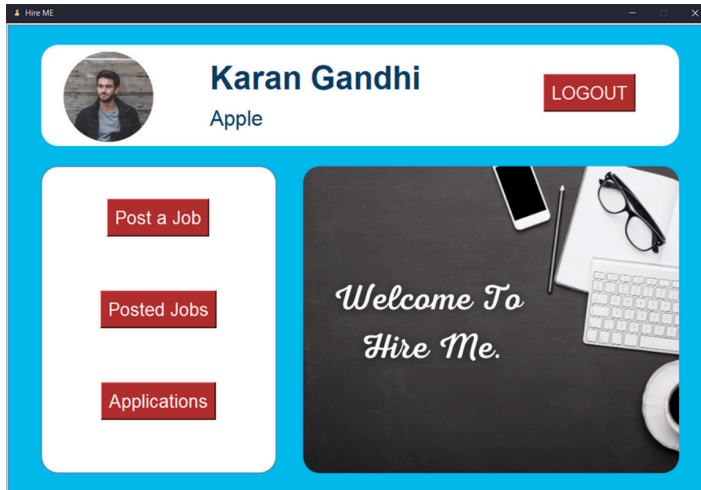 Hire ME
Karan Gandhi
Apple
LOGOUT
Post a Job
Posted Jobs
Applications
Welcome To
Hire Me.